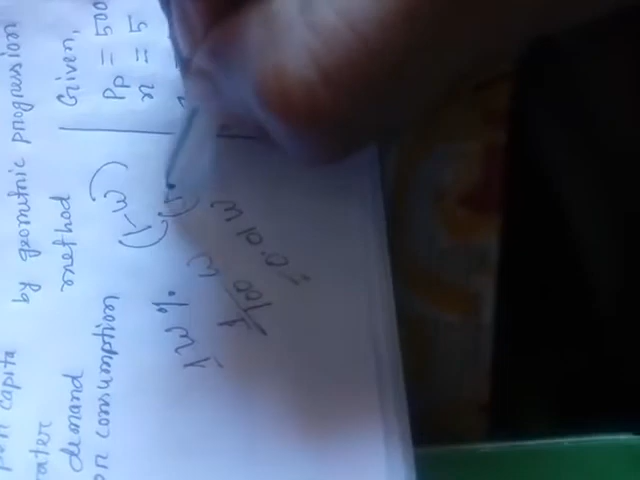 per capita by geometric progression
water
demand method
on consumption (1-w)
Given,
Pp = 500
n = 5
1w%
1/100 w
= 0.01w